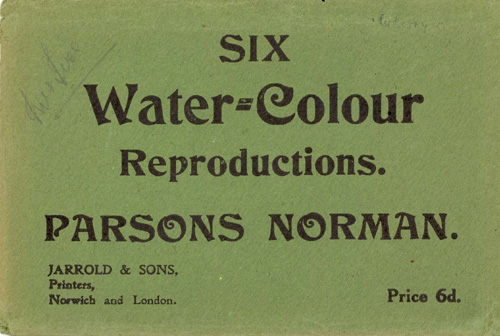 SIX
Water=Colour
Reproductions.
PARSONS NORMAN.
JARROLD & SONS,
Printers,
Norwich and London.
Price 6d.